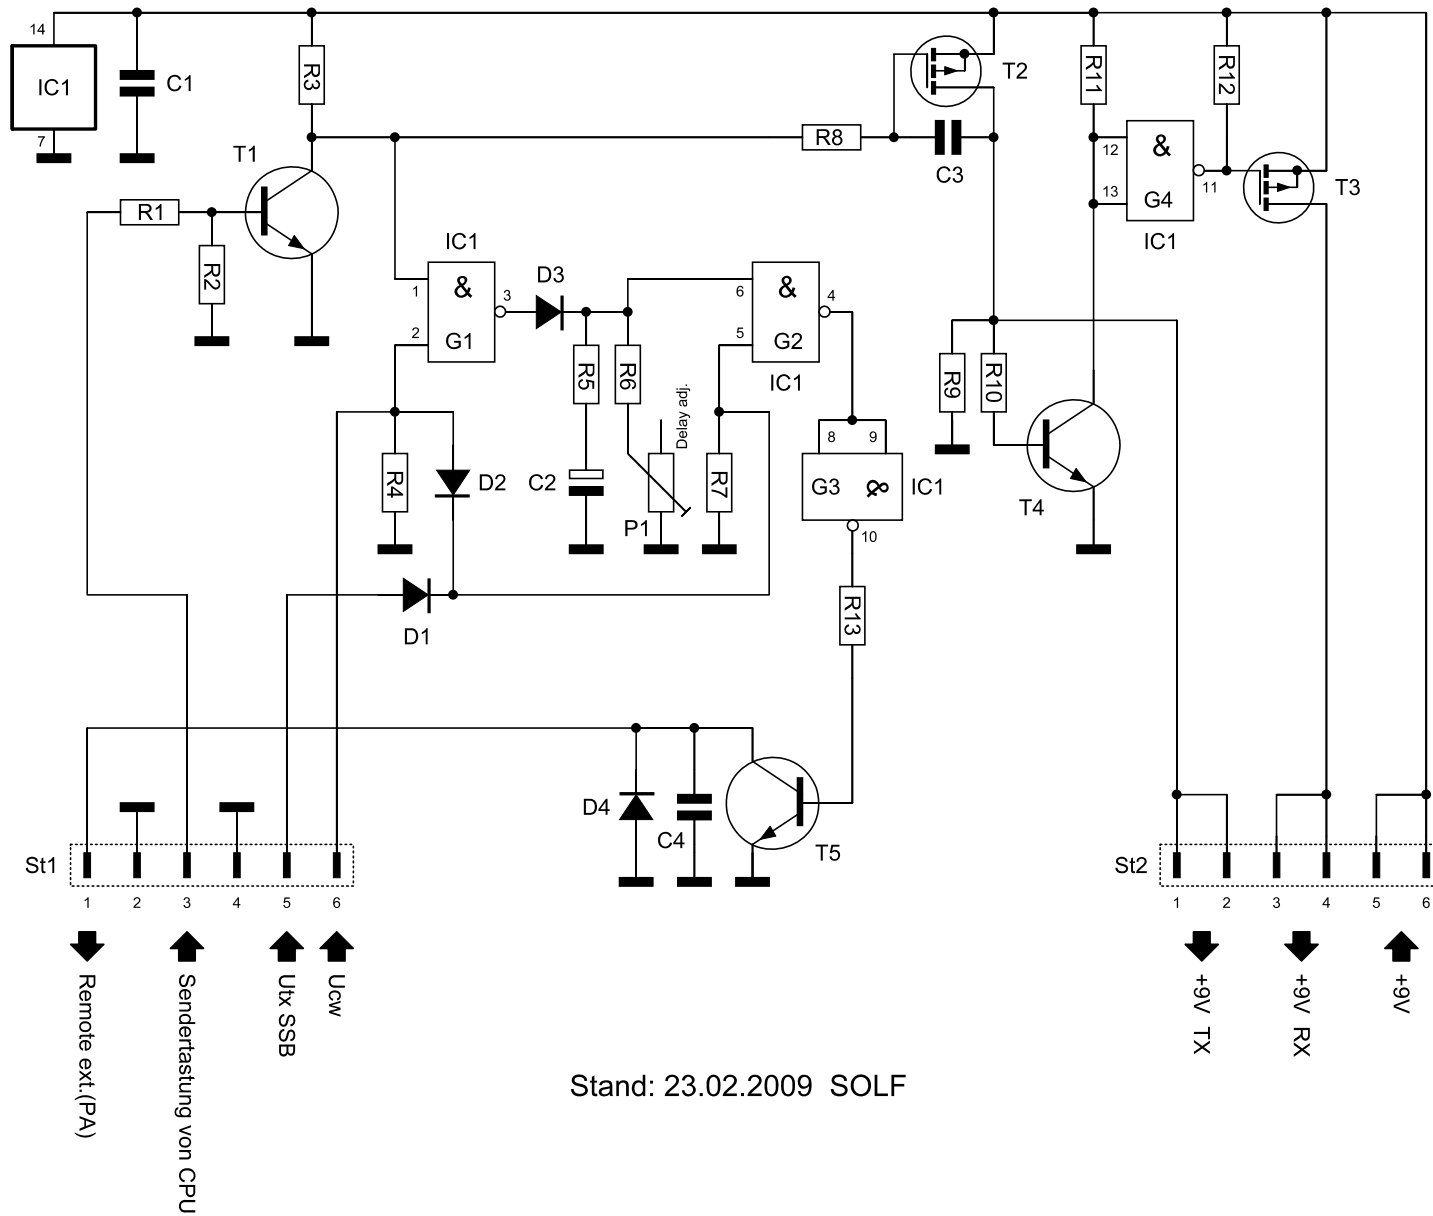 14
IC1
7
C1
R3
T1
R1
R2
R8
T2
C3
R11
R12
12
&
13
G4
IC1
11
T3
IC1
1
&
3
2
G1
D3
R5
R6
Delay adj.
6
&
4
5
G2
IC1
R9
R10
R4
D2
C2
P1
R7
8
9
G3
&
IC1
10
T4
D1
R13
D4
C4
T5
St1
1
2
3
4
5
6
St2
1
2
3
4
5
6
Remote ext.(PA)
Sendertastung von CPU
Utx SSB
Ucw
+9V TX
+9V RX
+9V
Stand: 23.02.2009 SOLF